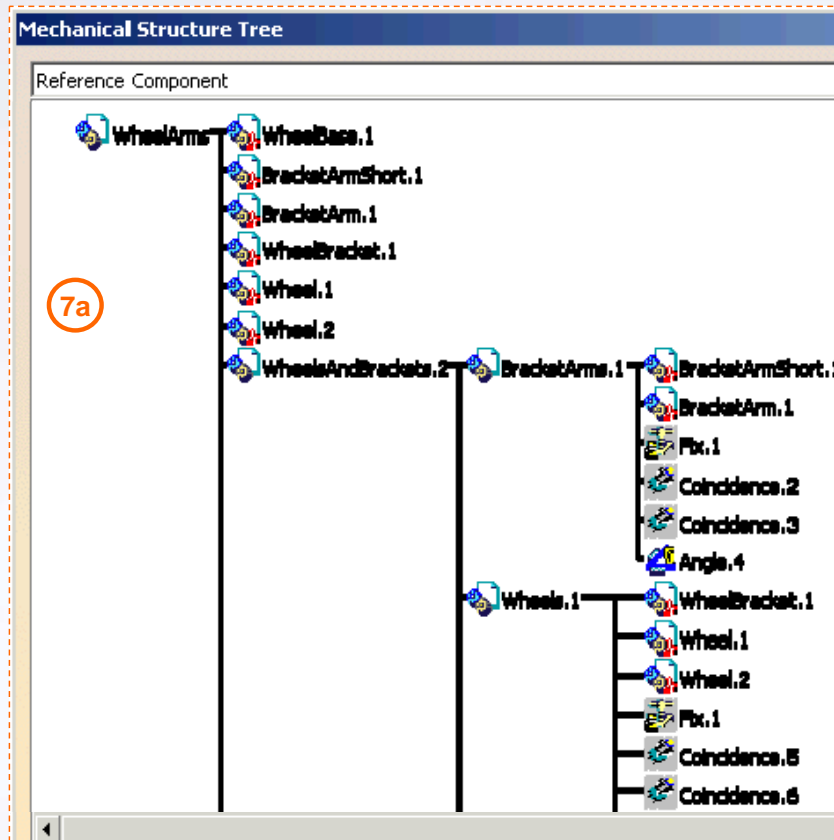 Mechanical Structure Tree
Reference Component
WheelArms WheelBase.1
BracketArmShort.1
BracketArm.1
WheelBracket.1
7a
Wheel.1
Wheel.2
WheelsAndBrackets.2 BracketArms.1 BracketArmShort.1
BracketArm.1
Fix.1
Coincidence.2
Coincidence.3
Angle.4
Wheels.1 WheelBracket.1
Wheel.1
Wheel.2
Fix.1
Coincidence.5
Coincidence.6